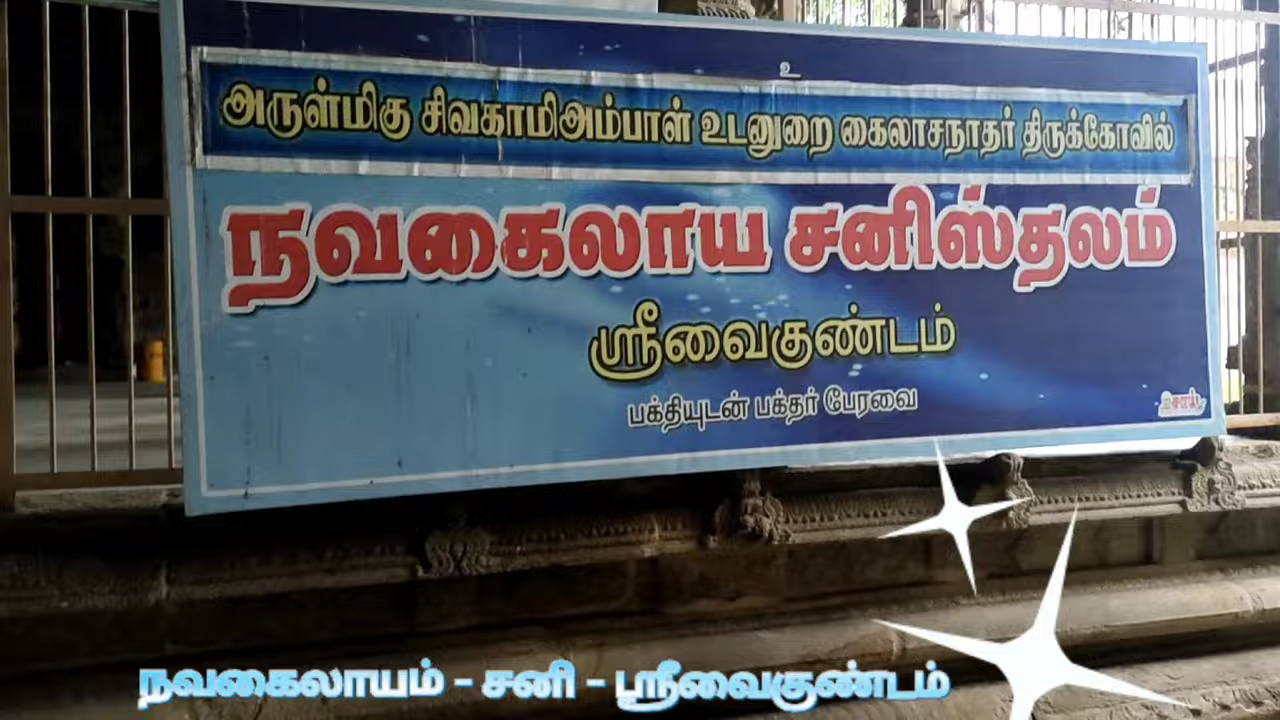 உ
அருள்மிகு சிவகாமிஅம்பாள் உடனுறை கைலாசநாதர் திருக்கோவில்
நவகைலாய சனிஸ்தலம்
ஸ்ரீவைகுண்டம்
பக்தியுடன் பக்தர் பேரவை
நவகைலாயம் - சனி - ஸ்ரீவைகுண்டம்